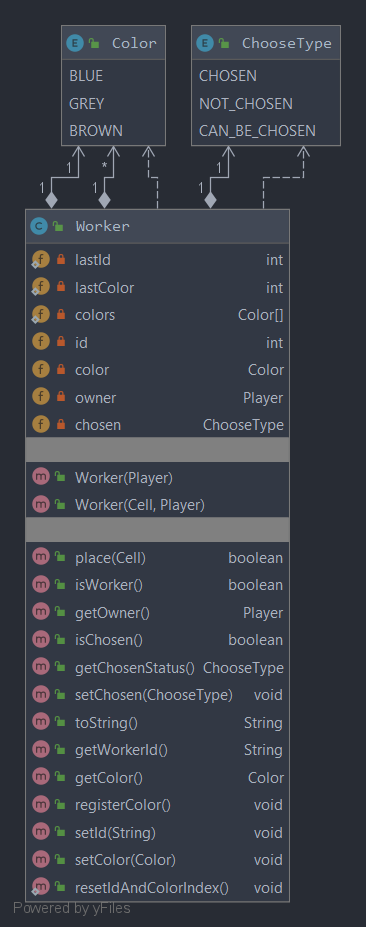 E Color
BLUE
GREY
BROWN
E ChooseType
CHOSEN
NOT_CHOSEN
CAN_BE_CHOSEN
1 * 1
1 1 1
C Worker
f lastId int
f lastColor int
f colors Color[]
f id int
f color Color
f owner Player
f chosen ChooseType
m Worker(Player)
m Worker(Cell, Player)
m place(Cell) boolean
m isWorker() boolean
m getOwner() Player
m isChosen() boolean
m getChosenStatus() ChooseType
m setChosen(ChooseType) void
m toString() String
m getWorkerId() String
m getColor() Color
m registerColor() void
m setId(String) void
m setColor(Color) void
m resetIdAndColorIndex() void
Powered by yFiles